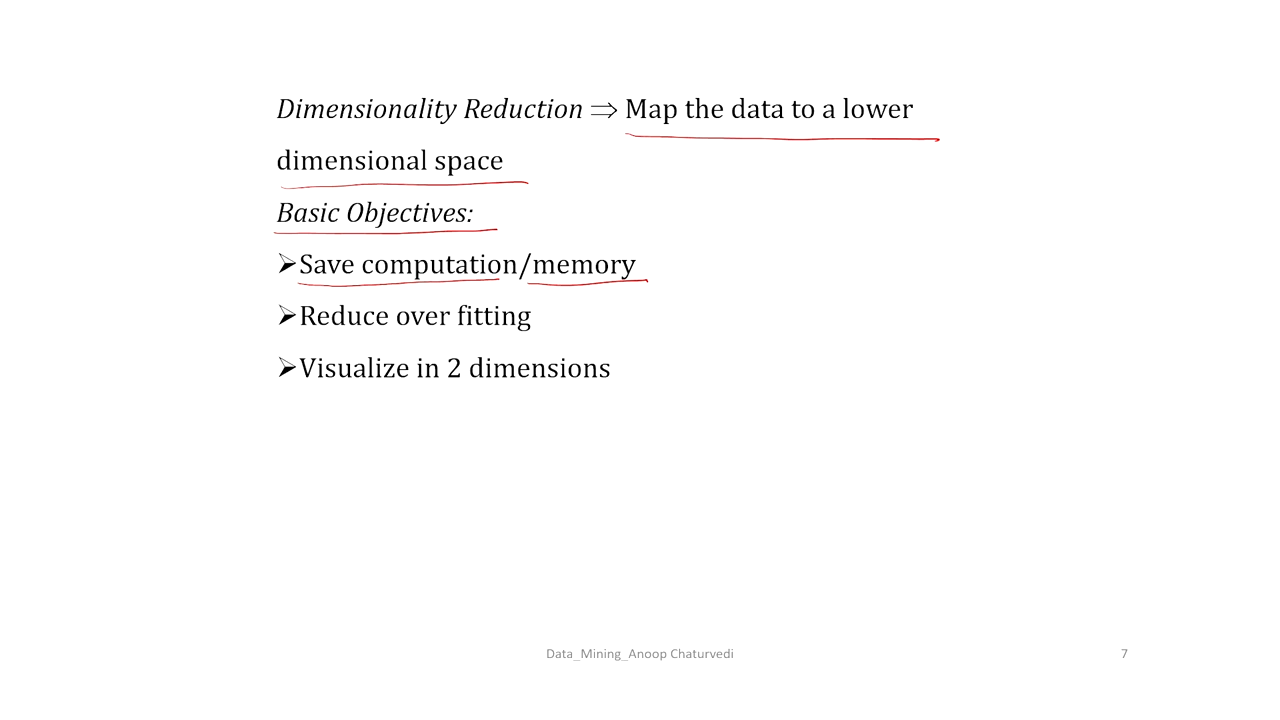 Dimensionality Reduction ⇒ Map the data to a lower
dimensional space
Basic Objectives:
➢Save computation/memory
➢Reduce over fitting
➢Visualize in 2 dimensions
Data_Mining_Anoop Chaturvedi
7